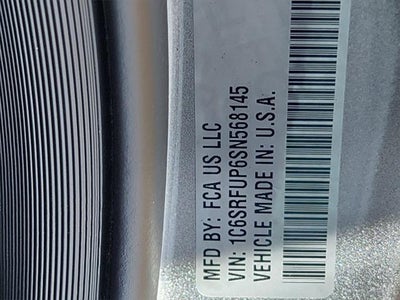 MFD BY: FCA US LLC
VIN: 1C6SRFUP6SN568145
VEHICLE MADE IN: U.S.A.